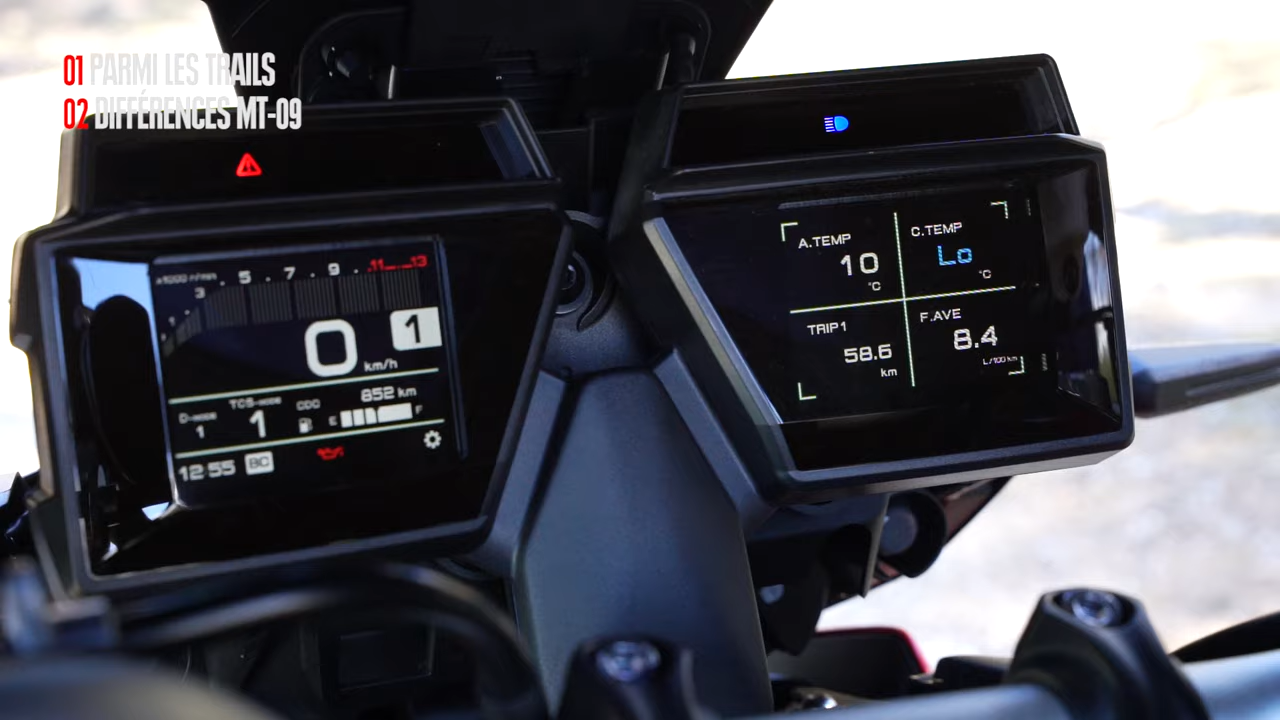 01 PARMI LES TRAILS
02 DIFFÉRENCES MT-09
x1000 r/min
1 . 3 . 5 . 7 . 9 . 11 13
0 km/h
1
D-MODE 1
TCS-MODE 1
852 km
E F
12:55 BC
A.TEMP
10 °C
C.TEMP
Lo °C
TRIP1
58.6
km
F.AVE
8.4
L/100 km